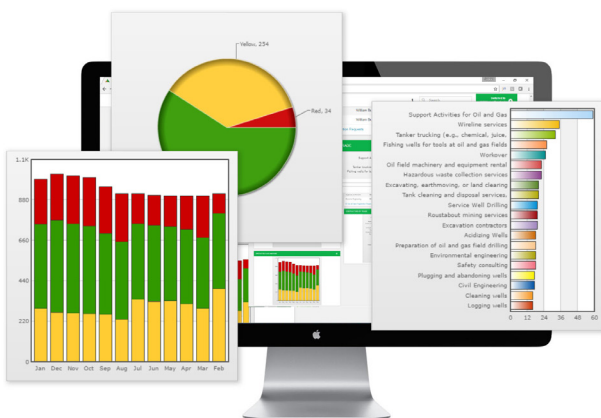 Yellow, 254
Red, 34
1.1K
880
660
440
220
0
Jan Dec Nov Oct Sep Aug Jul Jun May Apr Mar Feb
Support Activities for Oil and Gas
Wireline services
Tanker trucking (e.g., chemical, juice,
Fishing wells for tools at oil and gas fields
Workover
Oil field machinery and equipment rental
Hazardous waste collection services
Excavating, earthmoving, or land clearing
Tank cleaning and disposal services,
Service Well Drilling
Roustabout mining services
Excavation contractors
Acidizing Wells
Preparation of oil and gas field drilling
Environmental engineering
Safety consulting
Plugging and abandoning wells
Civil Engineering
Cleaning wells
Logging wells
0 12 24 36 48 60